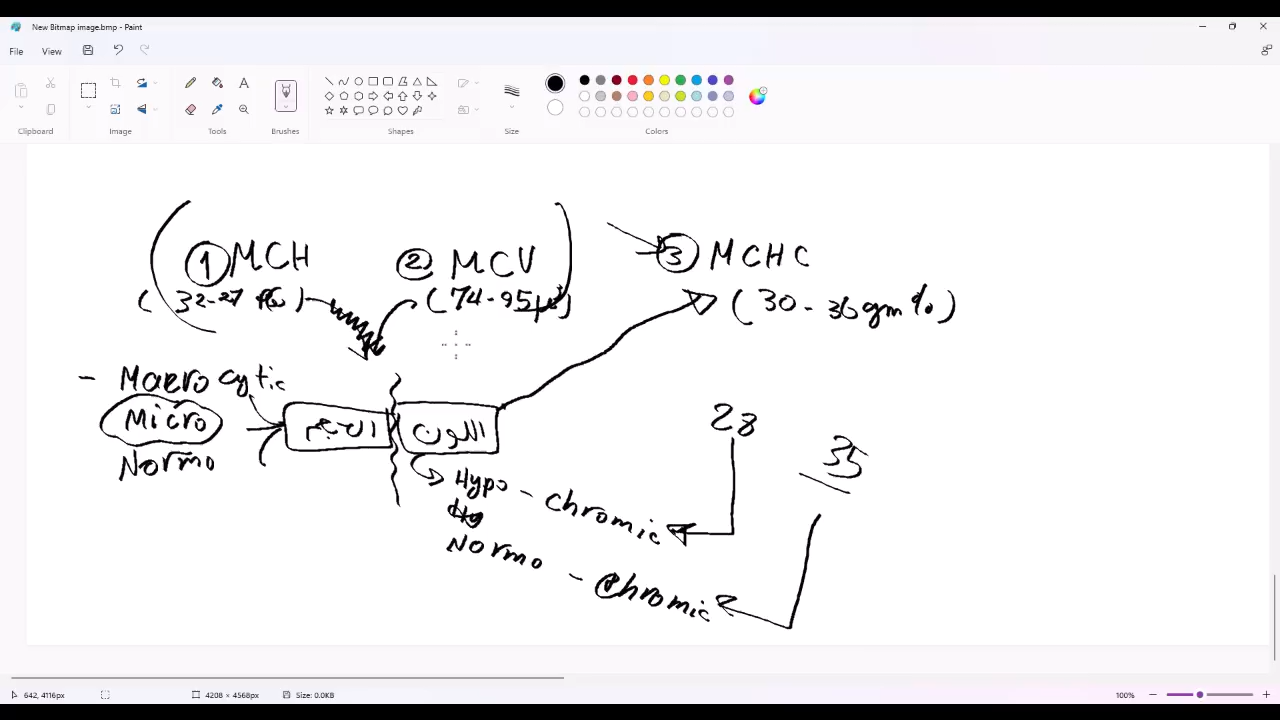 New Bitmap image.bmp - Paint
File View
Clipboard Image Tools Brushes Shapes Size Colors
① MCH ② MCV ③ MCHC
( 32-27 ) ( 74-95 ) ( 30 - 36 gm% )
- Macrocytic
Micro
Normo
الحجم اللون
28
35
Hypo - chromic
Normo - chromic
642, 4116px 4208 × 4568px Size: 0.0KB 100%